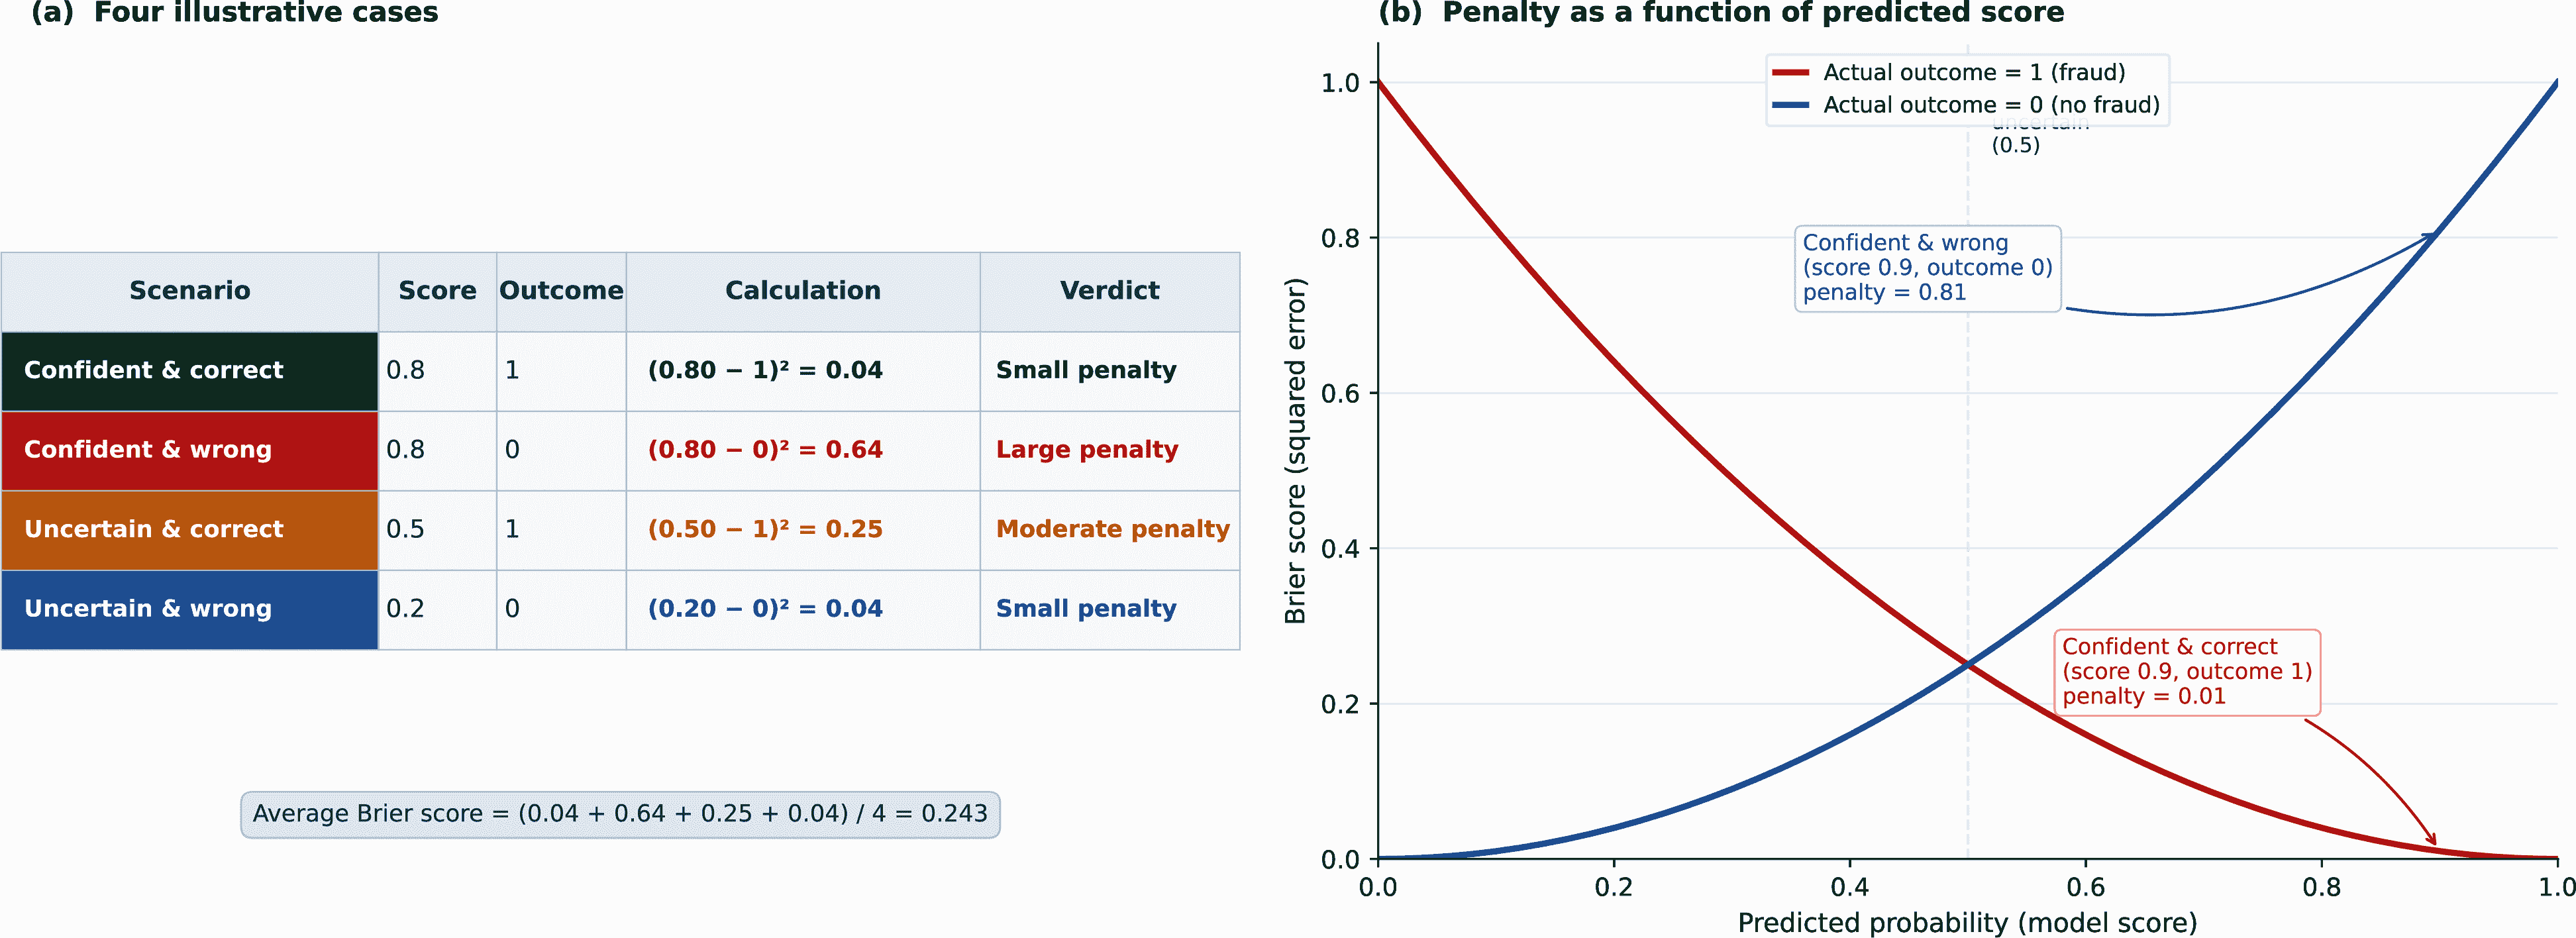 (a) Four illustrative cases
Scenario Score Outcome Calculation Verdict
Confident & correct 0.8 1 (0.80 − 1)² = 0.04 Small penalty
Confident & wrong 0.8 0 (0.80 − 0)² = 0.64 Large penalty
Uncertain & correct 0.5 1 (0.50 − 1)² = 0.25 Moderate penalty
Uncertain & wrong 0.2 0 (0.20 − 0)² = 0.04 Small penalty
Average Brier score = (0.04 + 0.64 + 0.25 + 0.04) / 4 = 0.243
(b) Penalty as a function of predicted score
Actual outcome = 1 (fraud)
Actual outcome = 0 (no fraud)
uncertain
(0.5)
Confident & wrong
(score 0.9, outcome 0)
penalty = 0.81
Confident & correct
(score 0.9, outcome 1)
penalty = 0.01
Brier score (squared error)
1.0
0.8
0.6
0.4
0.2
0.0
0.0 0.2 0.4 0.6 0.8 1.0
Predicted probability (model score)